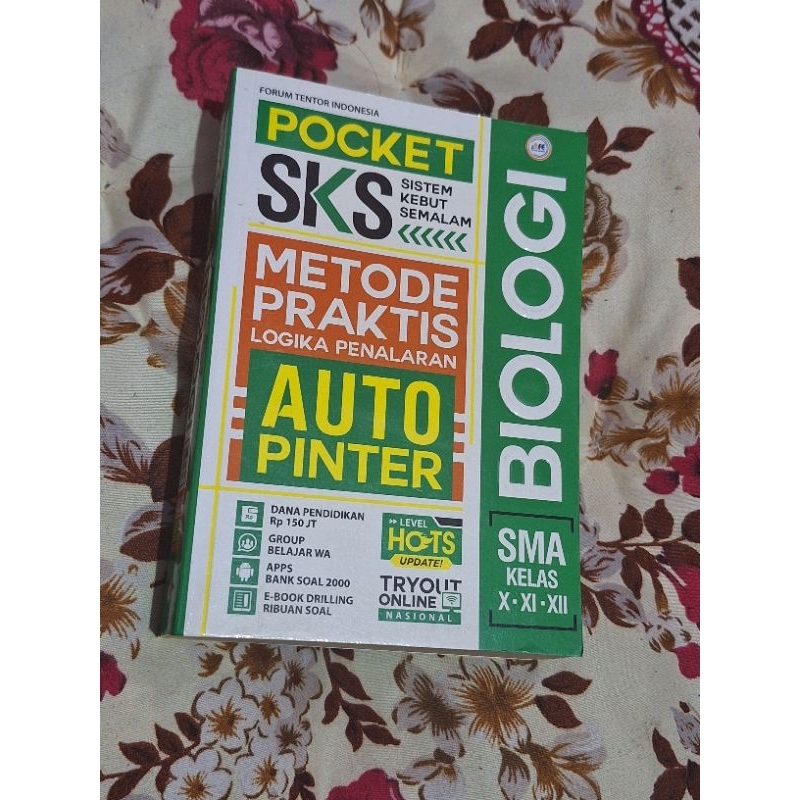 FORUM TENTOR INDONESIA
POCKET
SKS
SISTEM
KEBUT
SEMALAM
METODE
PRAKTIS
LOGIKA PENALARAN
AUTO
PINTER
DANA PENDIDIKAN
Rp 150 JT
GROUP
BELAJAR WA
APPS
BANK SOAL 2000
E-BOOK DRILLING
RIBUAN SOAL
LEVEL
HOTS
UPDATE!
TRYOUT
ONLINE
NASIONAL
BIOLOGI
SMA
KELAS
X • XI • XII